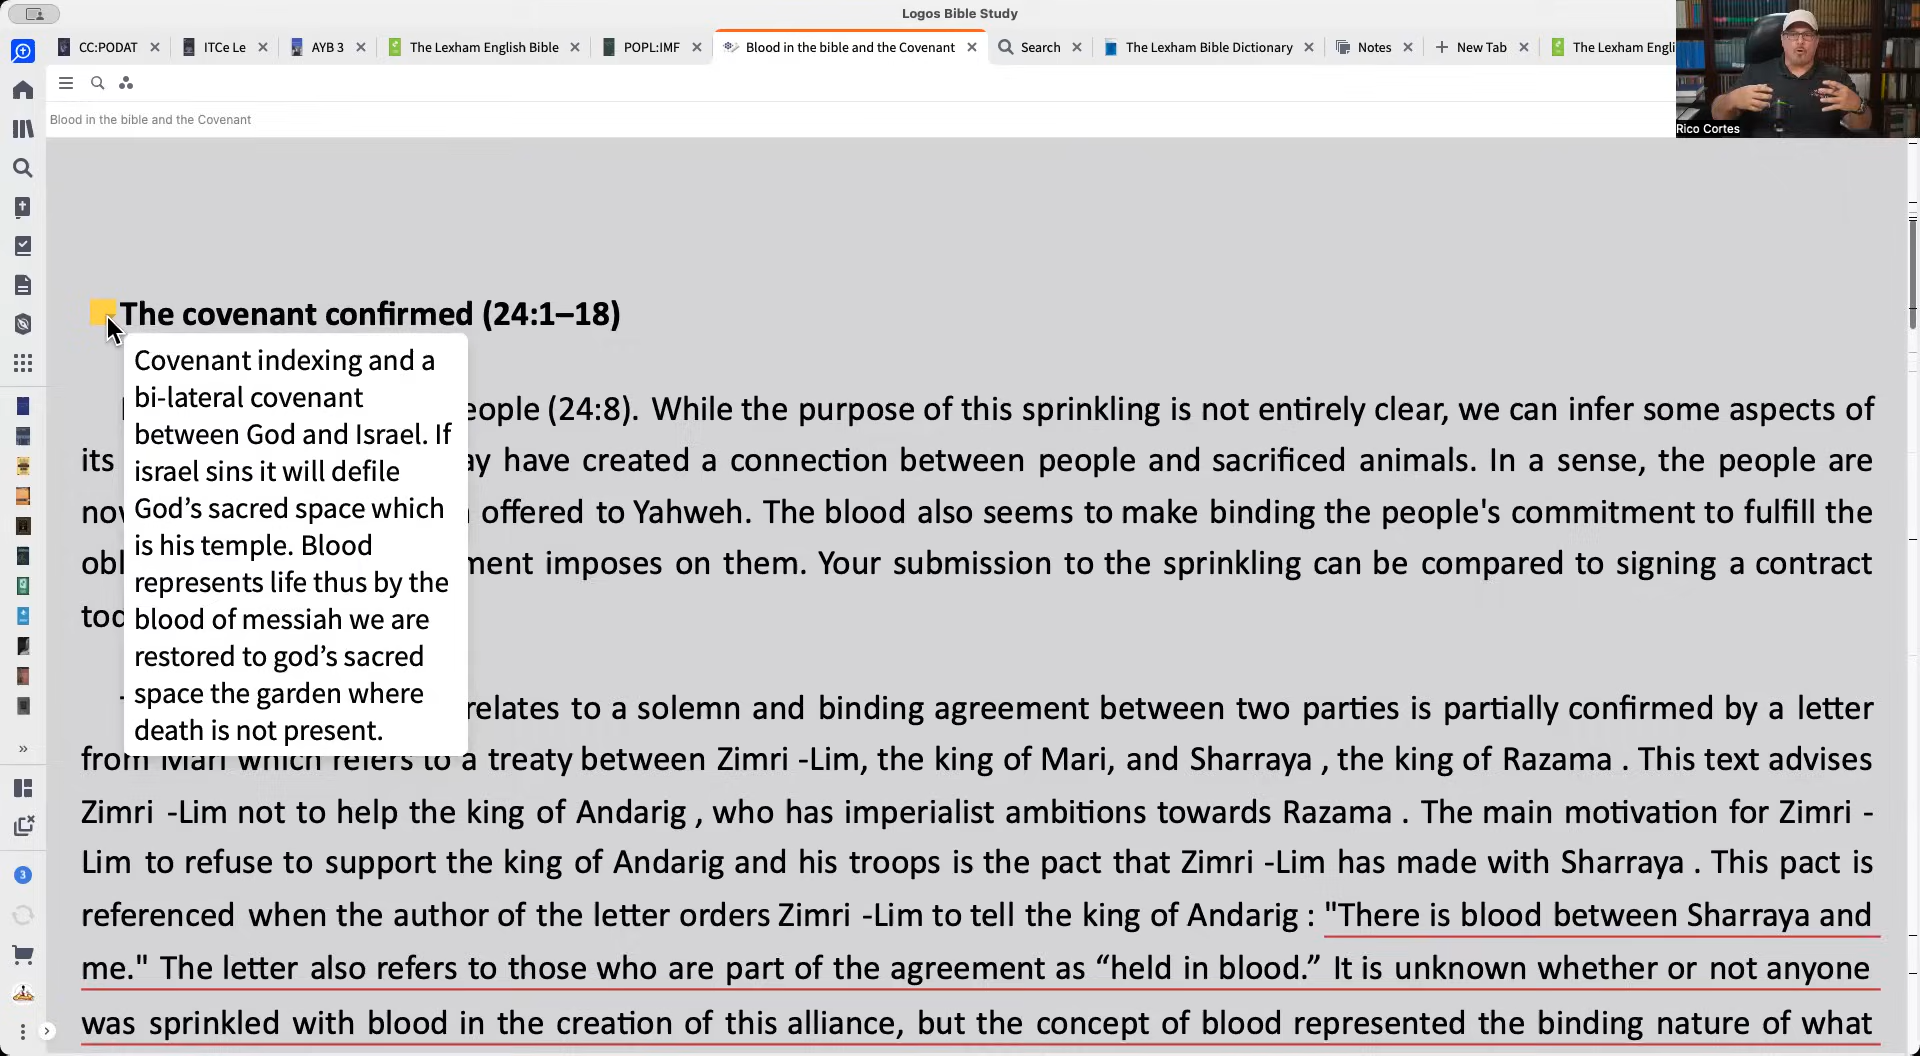 Logos Bible Study
CC:PODAT
ITCe Le
AYB 3
The Lexham English Bible
POPL:IMF
Blood in the bible and the Covenant
Search
The Lexham Bible Dictionary
Notes
New Tab
The Lexham Engli
Rico Cortes
Blood in the bible and the Covenant
The covenant confirmed (24:1–18)
Covenant indexing and a
bi-lateral covenant
between God and Israel. If
israel sins it will defile
God’s sacred space which
is his temple. Blood
represents life thus by the
blood of messiah we are
restored to god’s sacred
space the garden where
death is not present.
eople (24:8). While the purpose of this sprinkling is not entirely clear, we can infer some aspects of
its ay have created a connection between people and sacrificed animals. In a sense, the people are
now offered to Yahweh. The blood also seems to make binding the people's commitment to fulfill the
obl ment imposes on them. Your submission to the sprinkling can be compared to signing a contract
tod
relates to a solemn and binding agreement between two parties is partially confirmed by a letter
from Mari which refers to a treaty between Zimri -Lim, the king of Mari, and Sharraya , the king of Razama . This text advises
Zimri -Lim not to help the king of Andarig , who has imperialist ambitions towards Razama . The main motivation for Zimri -
Lim to refuse to support the king of Andarig and his troops is the pact that Zimri -Lim has made with Sharraya . This pact is
referenced when the author of the letter orders Zimri -Lim to tell the king of Andarig : "There is blood between Sharraya and
me." The letter also refers to those who are part of the agreement as “held in blood.” It is unknown whether or not anyone
was sprinkled with blood in the creation of this alliance, but the concept of blood represented the binding nature of what
3